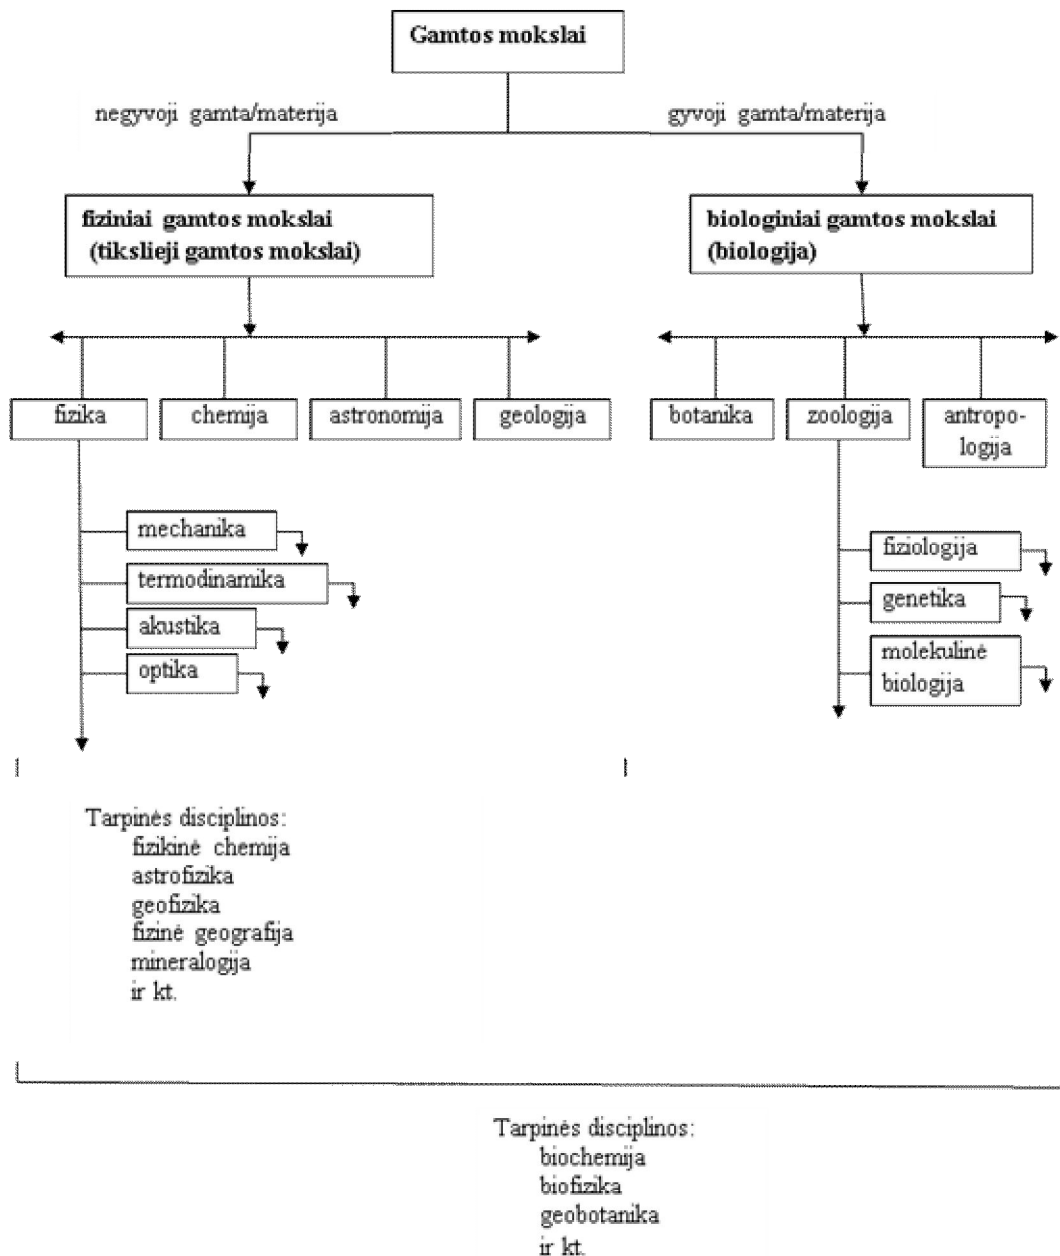 Gamtos mokslai
negyvoji gamta/materija
gyvoji gamta/materija
fiziniai gamtos mokslai
(tikslieji gamtos mokslai)
biologiniai gamtos mokslai
(biologija)
fizika
chemija
astronomija
geologija
botanika
zoologija
antropo-
logija
mechanika
termodinamika
akustika
optika
fiziologija
genetika
molekulinė
biologija
Tarpinės disciplinos:
fizikinė chemija
astrofizika
geofizika
fizinė geografija
mineralogija
ir kt.
Tarpinės disciplinos:
biochemija
biofizika
geobotanika
ir kt.